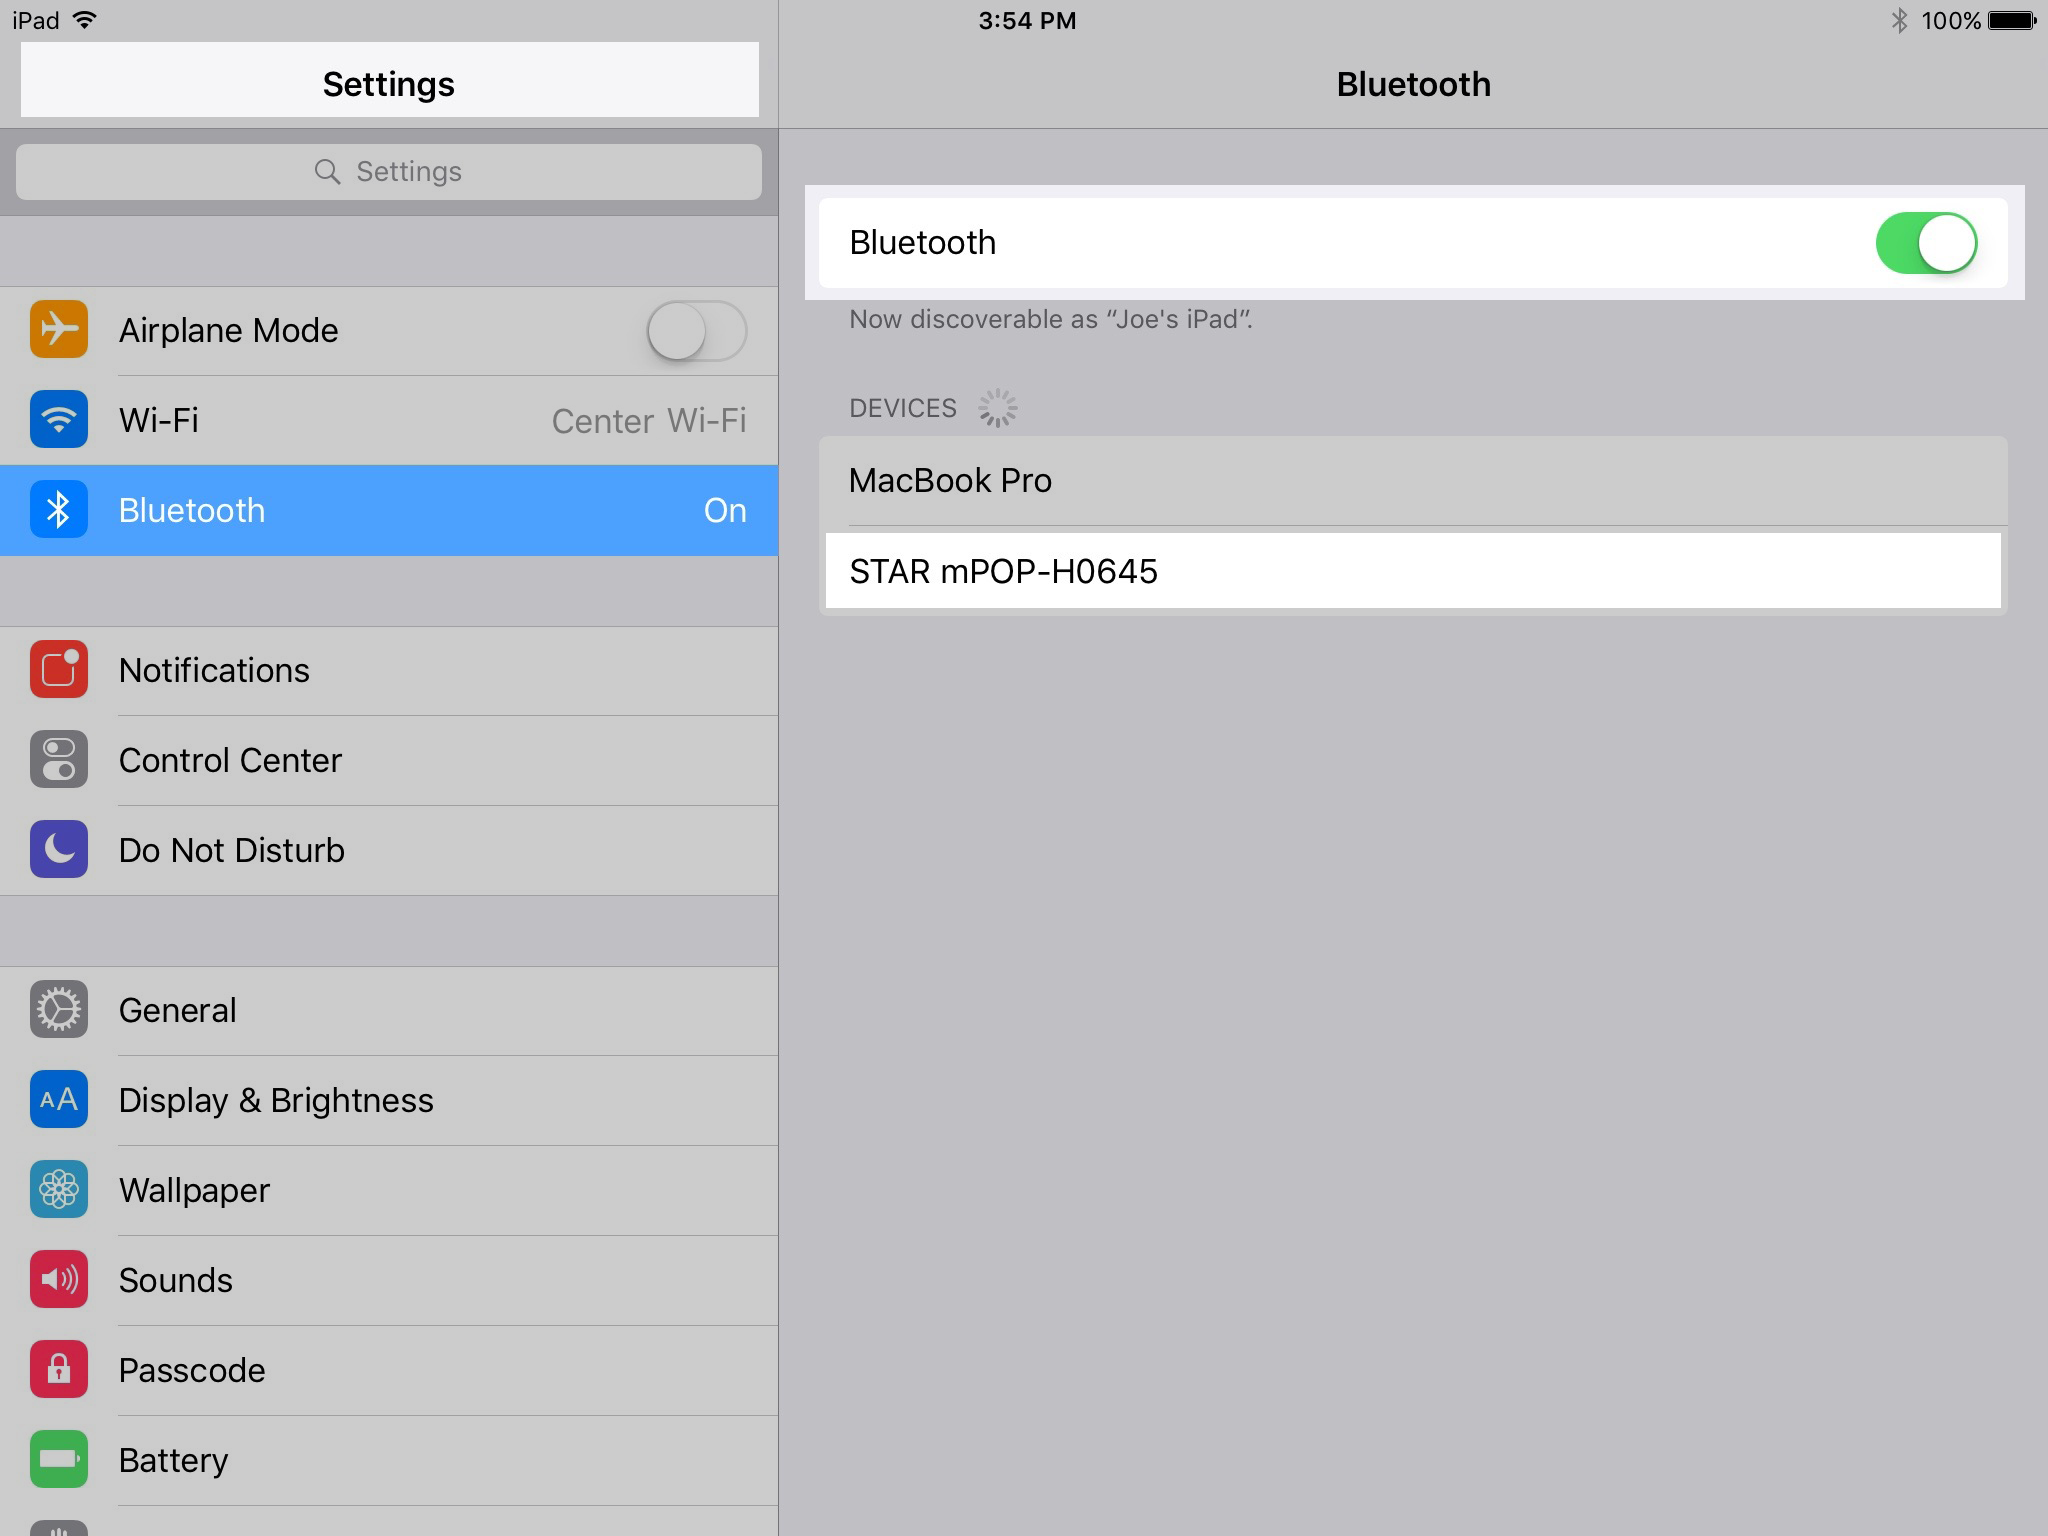 iPad
3:54 PM
100%
Settings
Settings
Airplane Mode
Wi-Fi Center Wi-Fi
Bluetooth On
Notifications
Control Center
Do Not Disturb
General
AA Display & Brightness
Wallpaper
Sounds
Passcode
Battery
Bluetooth
Bluetooth
Now discoverable as “Joe's iPad”.
DEVICES
MacBook Pro
STAR mPOP-H0645